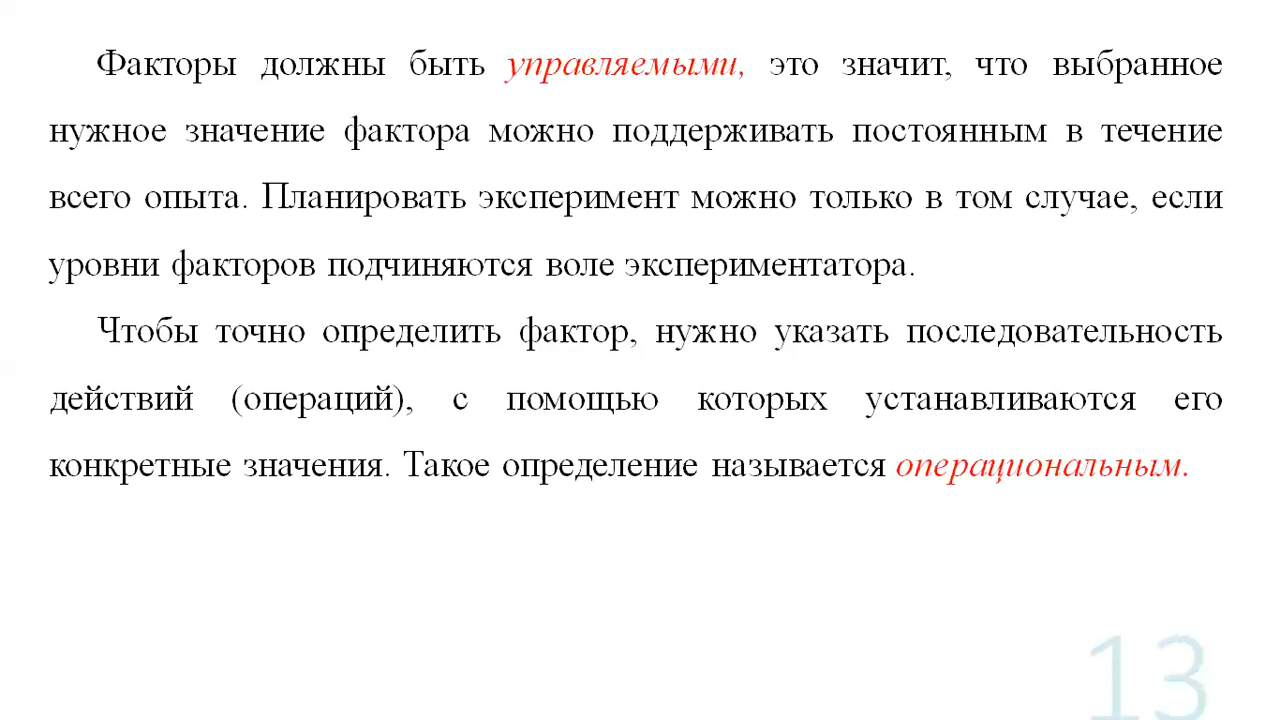 Факторы должны быть управляемыми, это значит, что выбранное
нужное значение фактора можно поддерживать постоянным в течение
всего опыта. Планировать эксперимент можно только в том случае, если
уровни факторов подчиняются воле экспериментатора.
Чтобы точно определить фактор, нужно указать последовательность
действий (операций), с помощью которых устанавливаются его
конкретные значения. Такое определение называется операциональным.
13